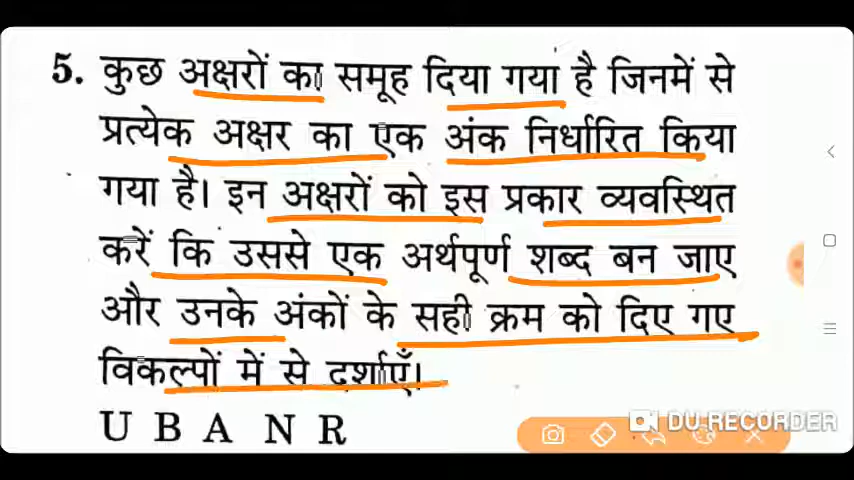 5. कुछ अक्षरों का समूह दिया गया है जिनमें से
प्रत्येक अक्षर का एक अंक निर्धारित किया
गया है। इन अक्षरों को इस प्रकार व्यवस्थित
करें कि उससे एक अर्थपूर्ण शब्द बन जाए
और उनके अंकों के सही क्रम को दिए गए
विकल्पों में से दर्शाएँ।
U B A N R
DU RECORDER